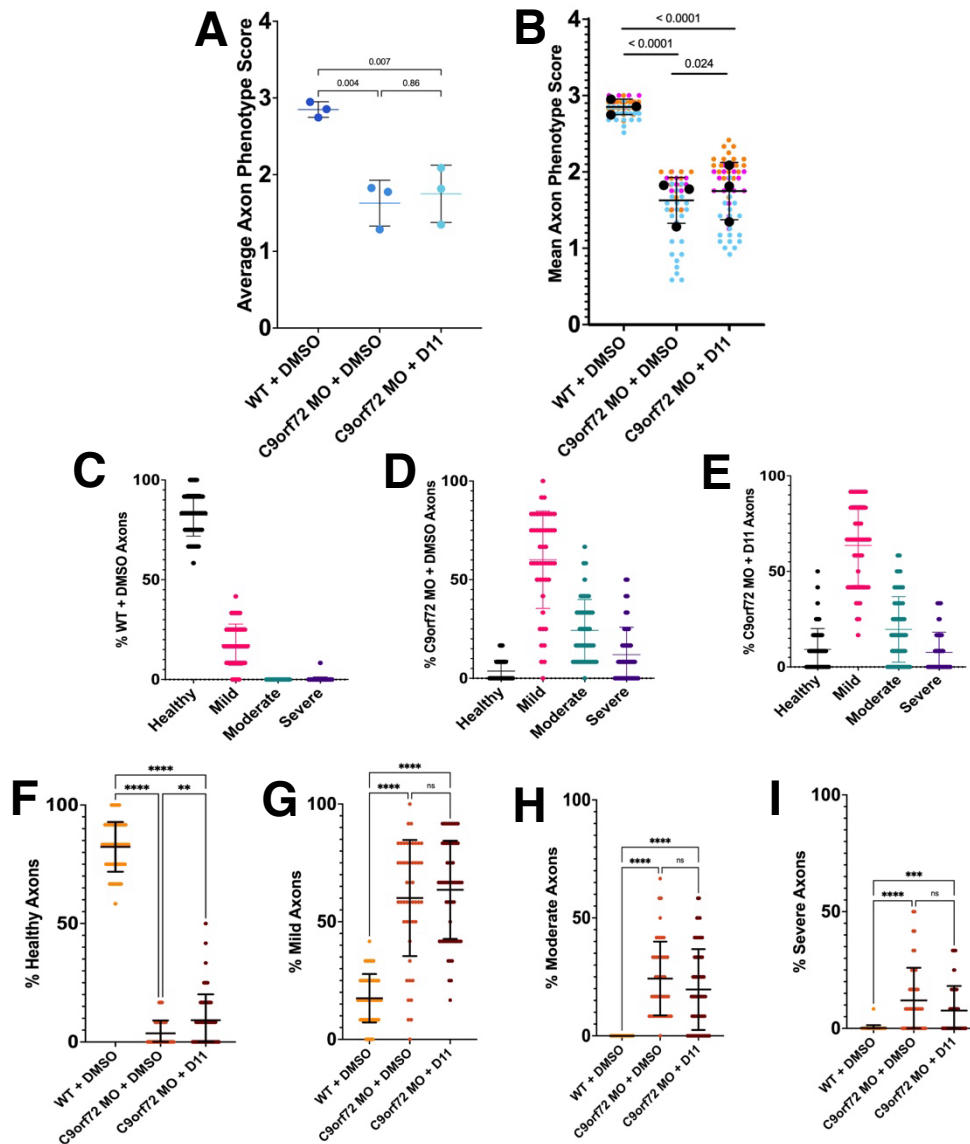 A
Average Axon Phenotype Score
0.007
0.004
0.86
3
2
1
0
WT + DMSO
C9orf72 MO + DMSO
C9orf72 MO + D11
B
Mean Axon Phenotype Score
< 0.0001
< 0.0001
0.024
4
3
2
1
0
WT + DMSO
C9orf72 MO + DMSO
C9orf72 MO + D11
C
% WT + DMSO Axons
100
50
0
Healthy
Mild
Moderate
Severe
D
% C9orf72 MO + DMSO Axons
100
50
0
Healthy
Mild
Moderate
Severe
E
% C9orf72 MO + D11 Axons
100
50
0
Healthy
Mild
Moderate
Severe
F
% Healthy Axons
****
****
**
100
50
0
WT + DMSO
C9orf72 MO + DMSO
C9orf72 MO + D11
G
% Mild Axons
****
****
ns
100
50
0
WT + DMSO
C9orf72 MO + DMSO
C9orf72 MO + D11
H
% Moderate Axons
100
****
****
ns
50
0
WT + DMSO
C9orf72 MO + DMSO
C9orf72 MO + D11
I
% Severe Axons
100
***
****
ns
50
0
WT + DMSO
C9orf72 MO + DMSO
C9orf72 MO + D11